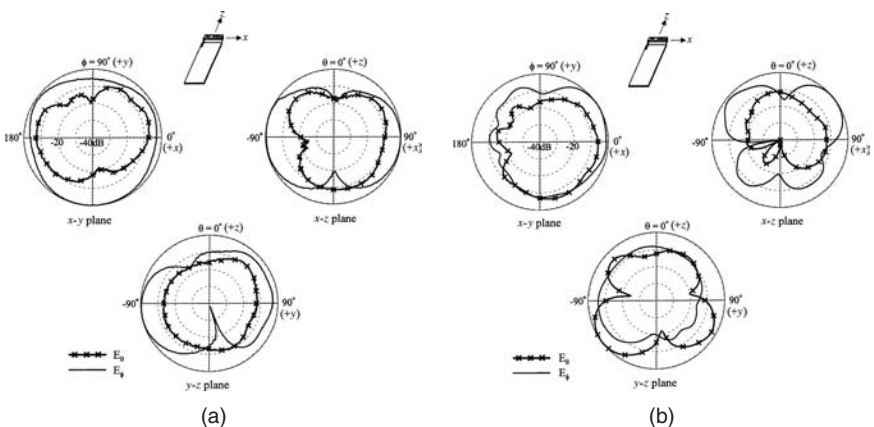 z
x
ϕ = 90° (+y)
180°
-20
-40dB
0°
(+x)
x-y plane
θ = 0° (+z)
-90°
90°
x-z plane
θ = 0° (+z)
-90°
90°
(+y)
y-z plane
E_θ
E_ϕ
(a)
z
x
ϕ = 90° (+y)
180°
-40dB
-20
0°
(+x)
x-y plane
θ = 0° (+z)
-90°
90°
x-z plane
θ = 0° (+z)
-90°
90°
(+y)
y-z plane
E_θ
E_ϕ
(b)